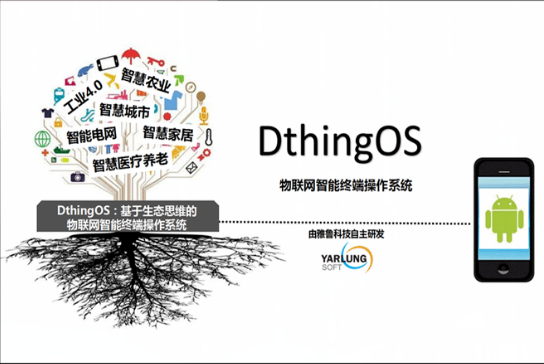 智慧农业
工业4.0
智慧城市
智能电网
智慧家居
智慧医疗养老
DthingOS：基于生态思维的
物联网智能终端操作系统
DthingOS
物联网智能终端操作系统
由雅鲁科技自主研发
YARLUNG
SOFT